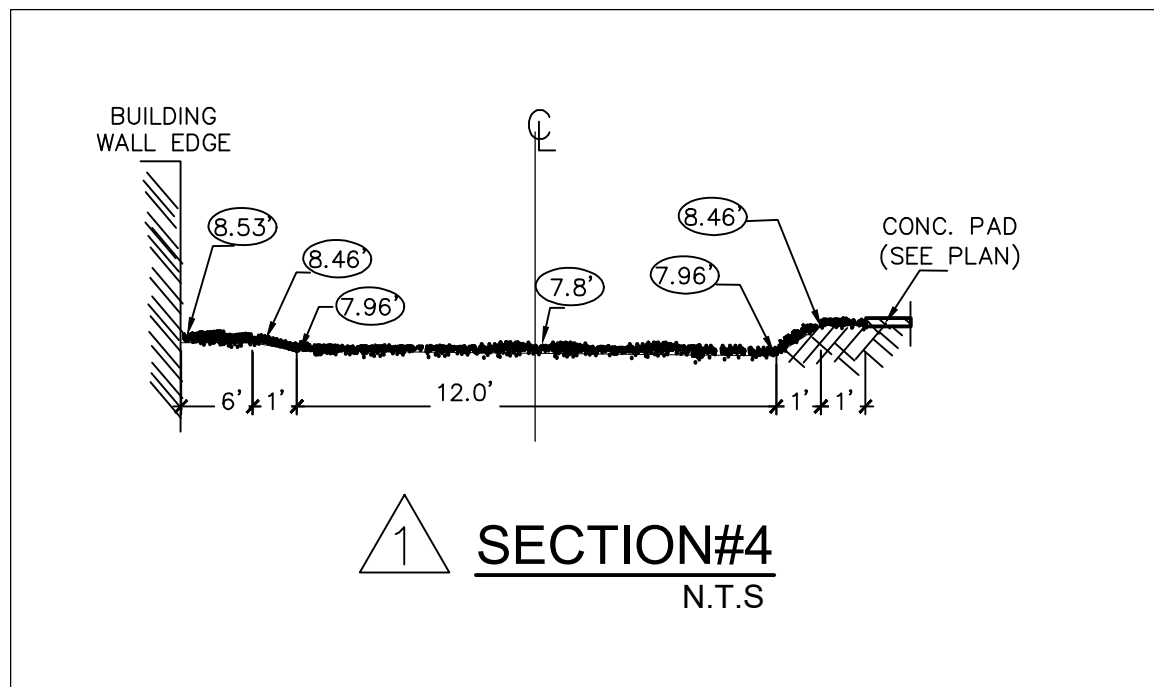 BUILDING
WALL EDGE
℄
8.53'
8.46'
7.96'
7.8'
8.46'
7.96'
CONC. PAD
(SEE PLAN)
6'
1'
12.0'
1'
1'
1
SECTION#4
N.T.S